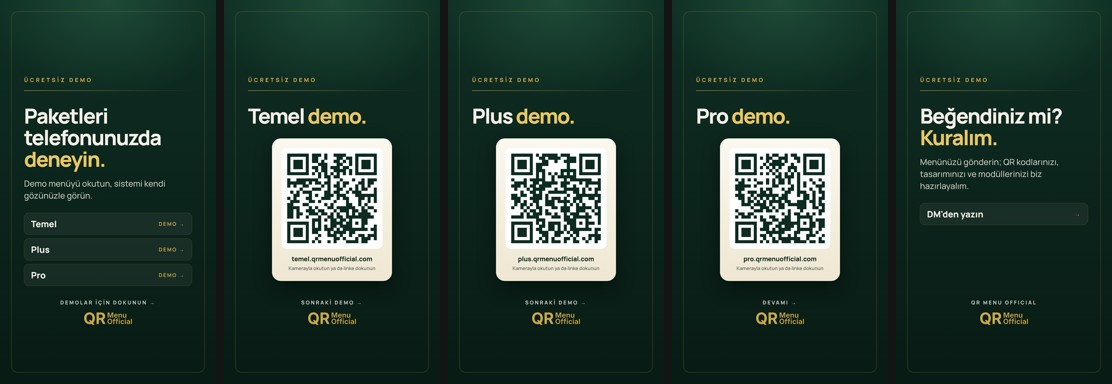 ÜCRETSİZ DEMO
Paketleri
telefonunuzda
deneyin.
Demo menüyü okutun, sistemi kendi
gözünüzle görün.
Temel DEMO →
Plus DEMO →
Pro DEMO →
DEMOLAR İÇİN DOKUNUN →
QR Menu
Official
ÜCRETSİZ DEMO
Temel demo.
temel.qrmenuofficial.com
Kamerayla okutun ya da linke dokunun
SONRAKİ DEMO →
QR Menu
Official
ÜCRETSİZ DEMO
Plus demo.
plus.qrmenuofficial.com
Kamerayla okutun ya da linke dokunun
SONRAKİ DEMO →
QR Menu
Official
ÜCRETSİZ DEMO
Pro demo.
pro.qrmenuofficial.com
Kamerayla okutun ya da linke dokunun
DEVAMI →
QR Menu
Official
ÜCRETSİZ DEMO
Beğendiniz mi?
Kuralım.
Menünüzü gönderin; QR kodlarınızı,
tasarımınızı ve modüllerinizi biz
hazırlayalım.
DM'den yazın →
QR MENU OFFICIAL
QR Menu
Official